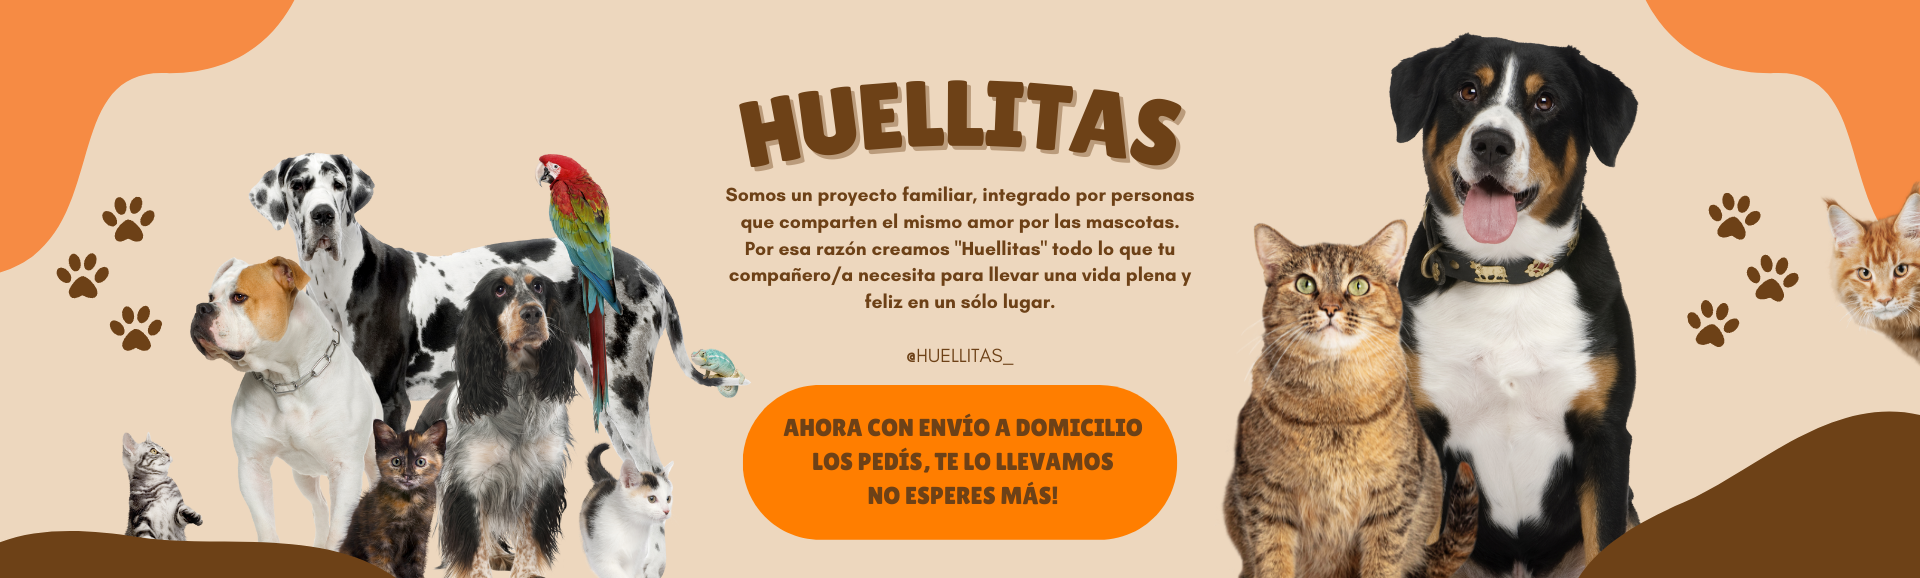 HUELLITAS
Somos un proyecto familiar, integrado por personas
que comparten el mismo amor por las mascotas.
Por esa razón creamos "Huellitas" todo lo que tu
compañero/a necesita para llevar una vida plena y
feliz en un sólo lugar.
@HUELLITAS_
AHORA CON ENVÍO A DOMICILIO
LOS PEDÍS, TE LO LLEVAMOS
NO ESPERES MÁS!